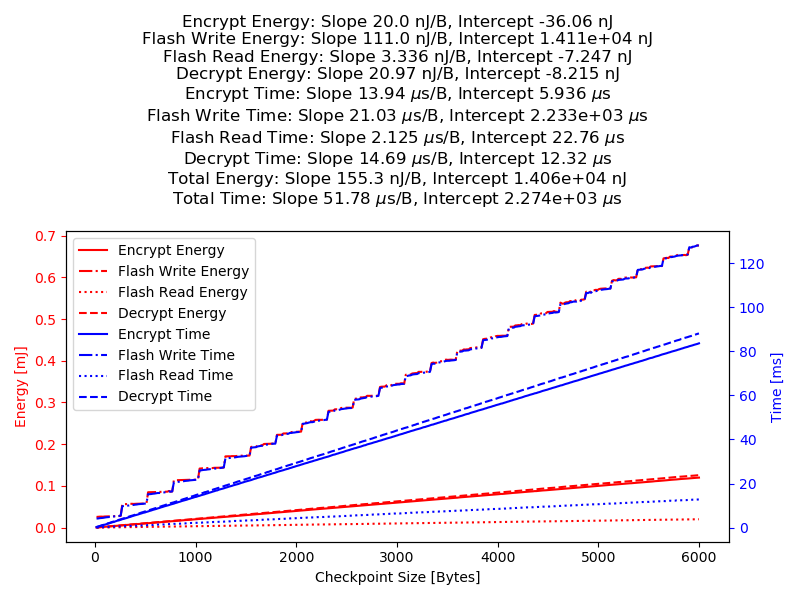 Encrypt Energy: Slope 20.0 nJ/B, Intercept -36.06 nJ
Flash Write Energy: Slope 111.0 nJ/B, Intercept 1.411e+04 nJ
Flash Read Energy: Slope 3.336 nJ/B, Intercept -7.247 nJ
Decrypt Energy: Slope 20.97 nJ/B, Intercept -8.215 nJ
Encrypt Time: Slope 13.94 μs/B, Intercept 5.936 μs
Flash Write Time: Slope 21.03 μs/B, Intercept 2.233e+03 μs
Flash Read Time: Slope 2.125 μs/B, Intercept 22.76 μs
Decrypt Time: Slope 14.69 μs/B, Intercept 12.32 μs
Total Energy: Slope 155.3 nJ/B, Intercept 1.406e+04 nJ
Total Time: Slope 51.78 μs/B, Intercept 2.274e+03 μs
Energy [mJ]
0.7
0.6
0.5
0.4
0.3
0.2
0.1
0.0
Encrypt Energy
Flash Write Energy
Flash Read Energy
Decrypt Energy
Encrypt Time
Flash Write Time
Flash Read Time
Decrypt Time
120
100
80
60
40
20
0
Time [ms]
0 1000 2000 3000 4000 5000 6000
Checkpoint Size [Bytes]